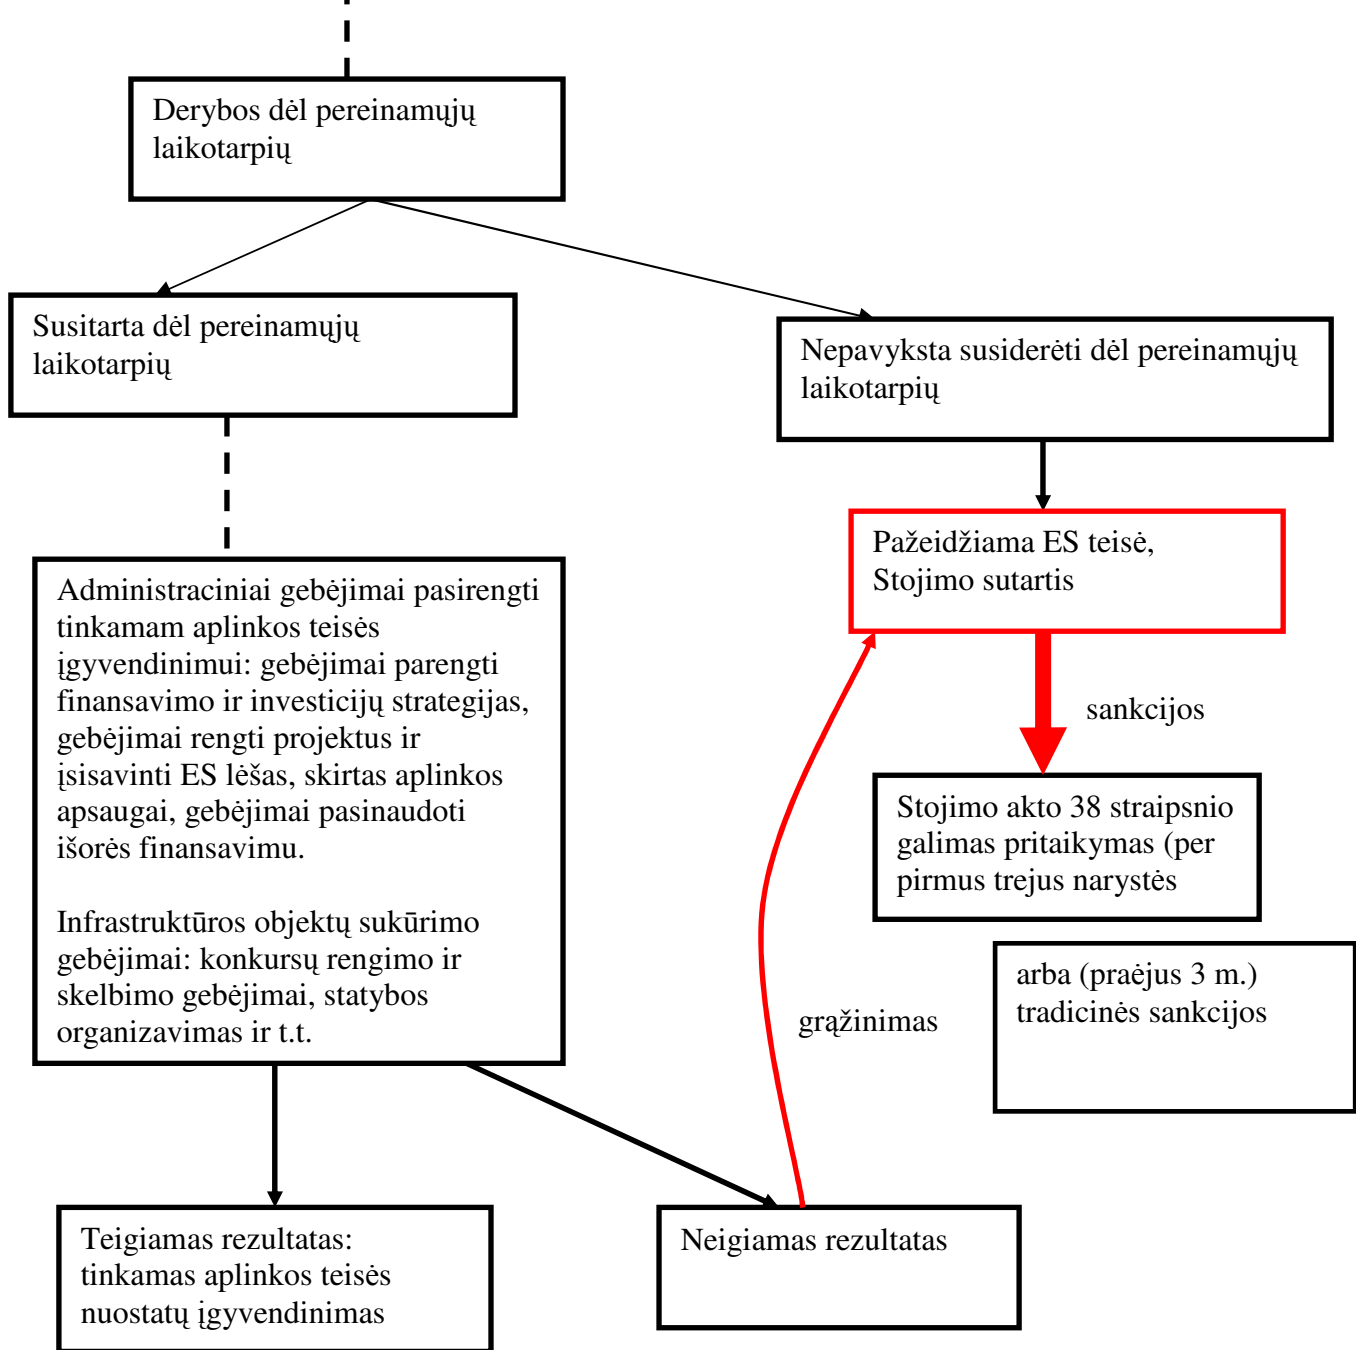 Derybos dėl pereinamųjų
laikotarpių
Susitarta dėl pereinamųjų
laikotarpių
Nepavyksta susiderėti dėl pereinamųjų
laikotarpių
Pažeidžiama ES teisė,
Stojimo sutartis
Administraciniai gebėjimai pasirengti
tinkamam aplinkos teisės
įgyvendinimui: gebėjimai parengti
finansavimo ir investicijų strategijas,
gebėjimai rengti projektus ir
įsisavinti ES lėšas, skirtas aplinkos
apsaugai, gebėjimai pasinaudoti
išorės finansavimu.
Infrastruktūros objektų sukūrimo
gebėjimai: konkursų rengimo ir
skelbimo gebėjimai, statybos
organizavimas ir t.t.
sankcijos
Stojimo akto 38 straipsnio
galimas pritaikymas (per
pirmus trejus narystės
arba (praėjus 3 m.)
tradicinės sankcijos
grąžinimas
Teigiamas rezultatas:
tinkamas aplinkos teisės
nuostatų įgyvendinimas
Neigiamas rezultatas